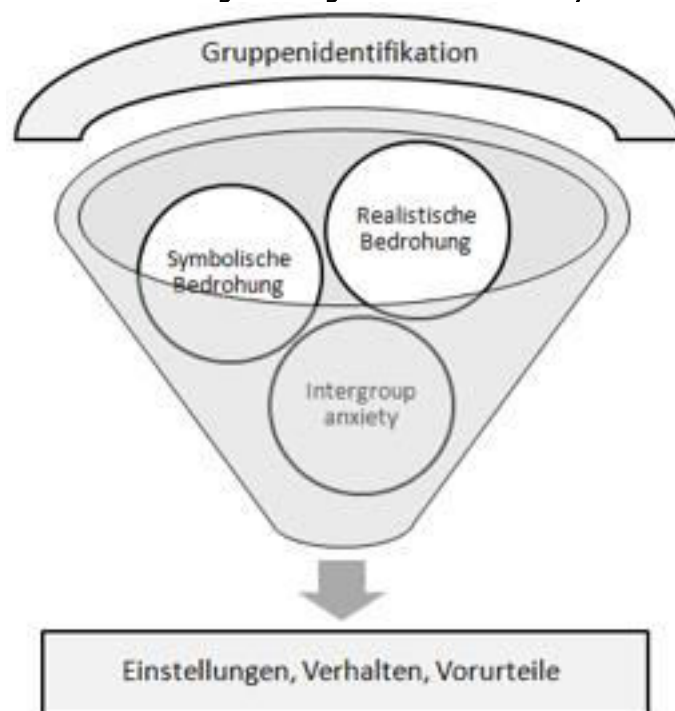 Gruppenidentifikation
Realistische
Bedrohung
Symbolische
Bedrohung
Intergroup
anxiety
Einstellungen, Verhalten, Vorurteile